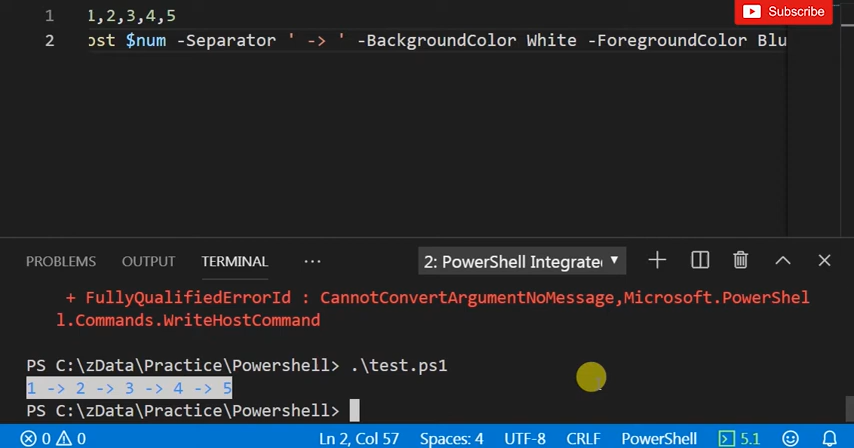 Subscribe
1 1,2,3,4,5
2 ost $num -Separator ' -> ' -BackgroundColor White -ForegroundColor Blu
PROBLEMS OUTPUT TERMINAL ... 2: PowerShell Integrated
+ FullyQualifiedErrorId : CannotConvertArgumentNoMessage,Microsoft.PowerShel
l.Commands.WriteHostCommand
PS C:\zData\Practice\Powershell> .\test.ps1
1 -> 2 -> 3 -> 4 -> 5
PS C:\zData\Practice\Powershell>
0 0 Ln 2, Col 57 Spaces: 4 UTF-8 CRLF PowerShell 5.1